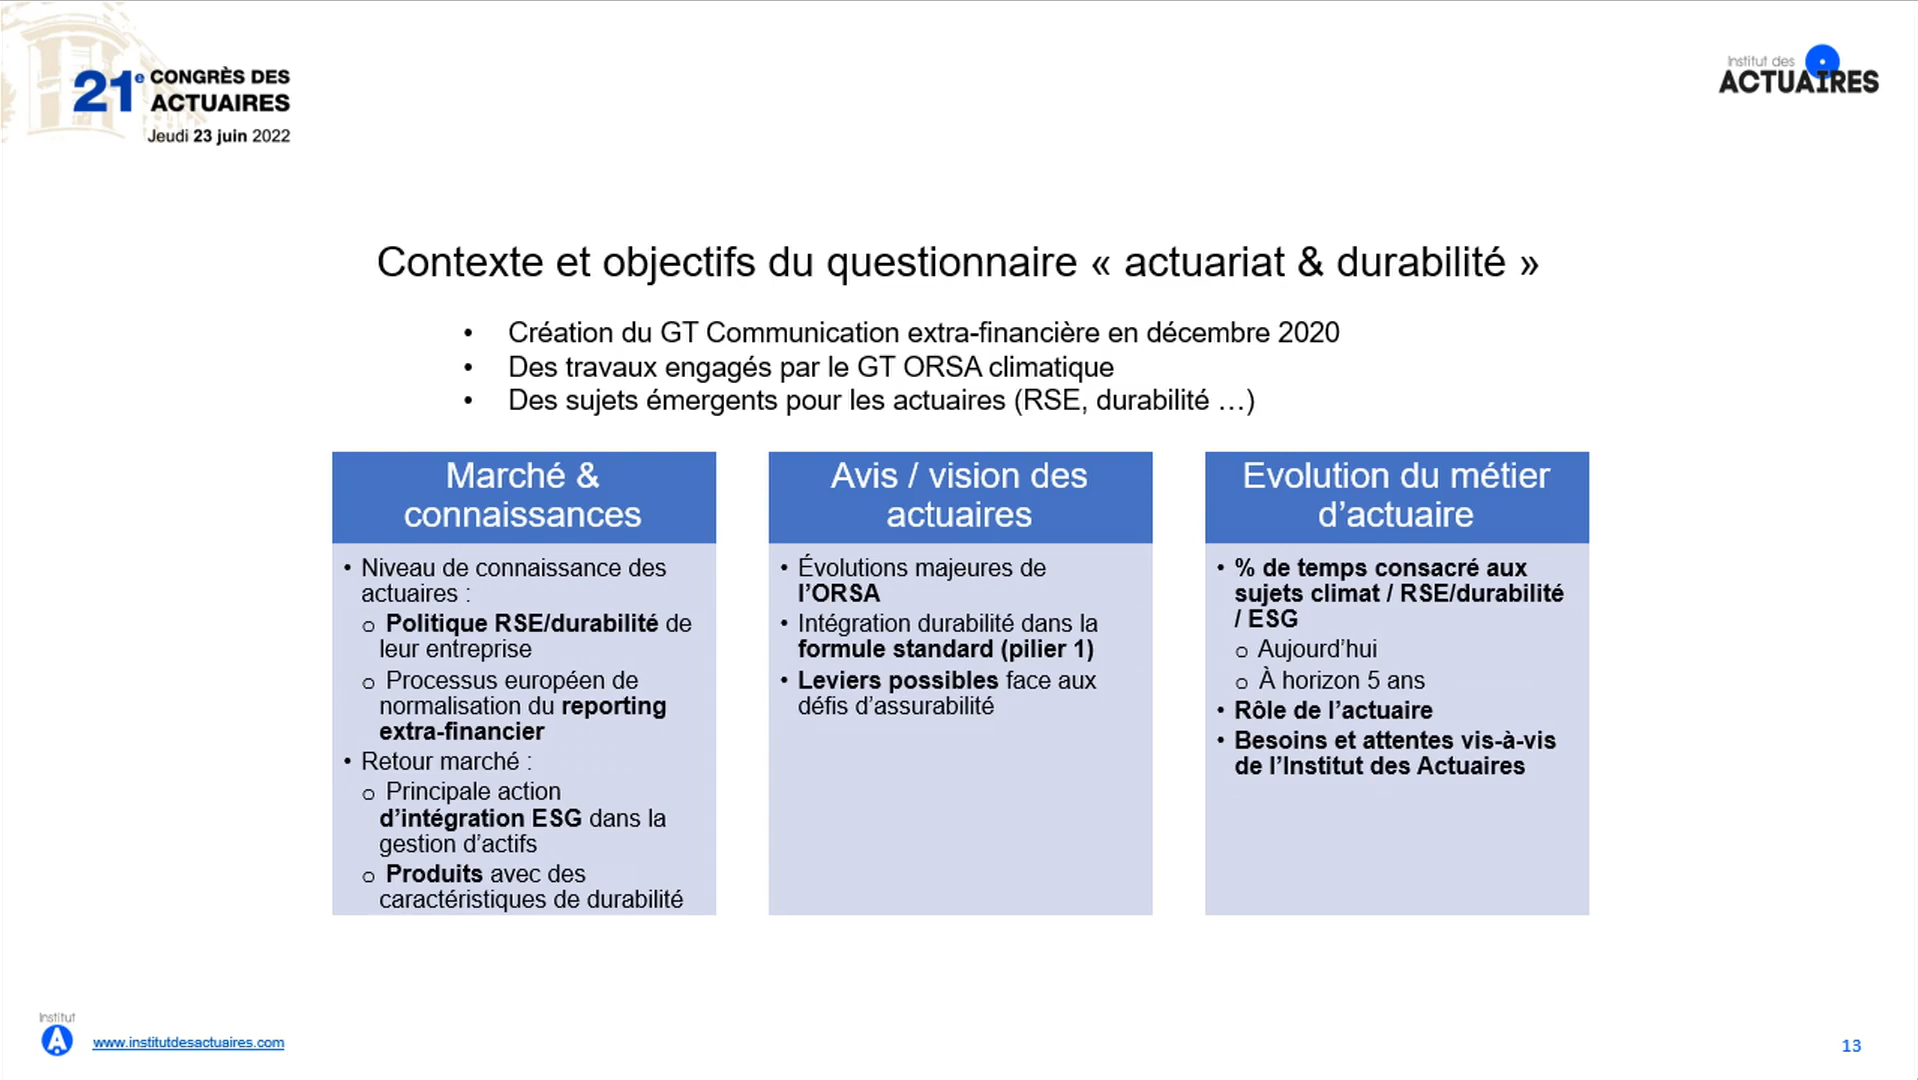 21e CONGRÈS DES
ACTUAIRES
Jeudi 23 juin 2022
Institut des
ACTUAIRES
Contexte et objectifs du questionnaire « actuariat & durabilité »
• Création du GT Communication extra-financière en décembre 2020
• Des travaux engagés par le GT ORSA climatique
• Des sujets émergents pour les actuaires (RSE, durabilité …)
Marché &
connaissances
• Niveau de connaissance des
actuaires :
o Politique RSE/durabilité de
leur entreprise
o Processus européen de
normalisation du reporting
extra-financier
• Retour marché :
o Principale action
d’intégration ESG dans la
gestion d’actifs
o Produits avec des
caractéristiques de durabilité
Avis / vision des
actuaires
• Évolutions majeures de
l’ORSA
• Intégration durabilité dans la
formule standard (pilier 1)
• Leviers possibles face aux
défis d’assurabilité
Evolution du métier
d’actuaire
• % de temps consacré aux
sujets climat / RSE/durabilité
/ ESG
o Aujourd’hui
o À horizon 5 ans
• Rôle de l’actuaire
• Besoins et attentes vis-à-vis
de l’Institut des Actuaires
Institut
A
www.institutdesactuaires.com
13